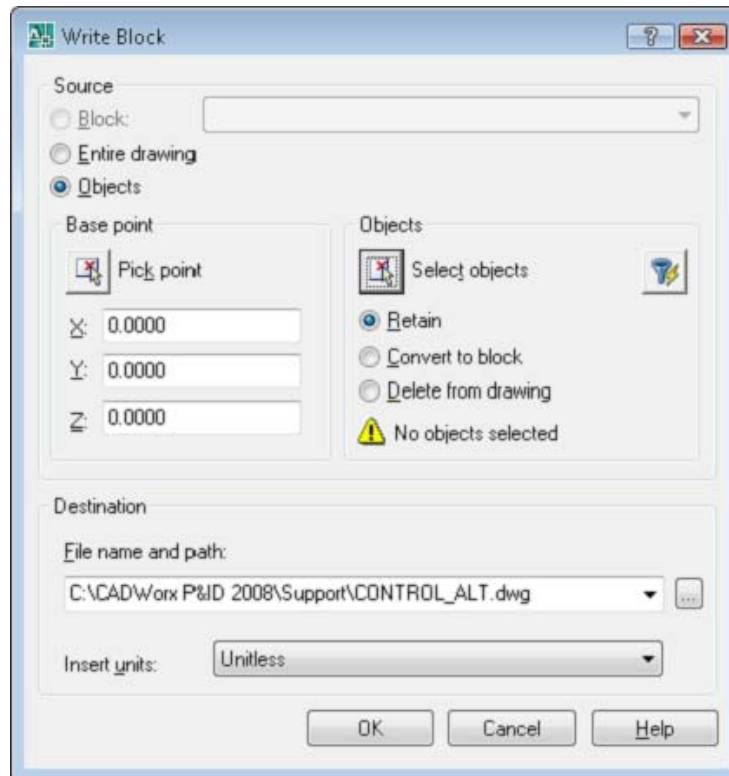 Write Block
Source
Block:
Entire drawing
Objects
Base point
Pick point
X: 0.0000
Y: 0.0000
Z: 0.0000
Objects
Select objects
Retain
Convert to block
Delete from drawing
No objects selected
Destination
File name and path:
C:\CADWorx P&ID 2008\Support\CONTROL_ALT.dwg
...
Insert units: Unitless
OK Cancel Help